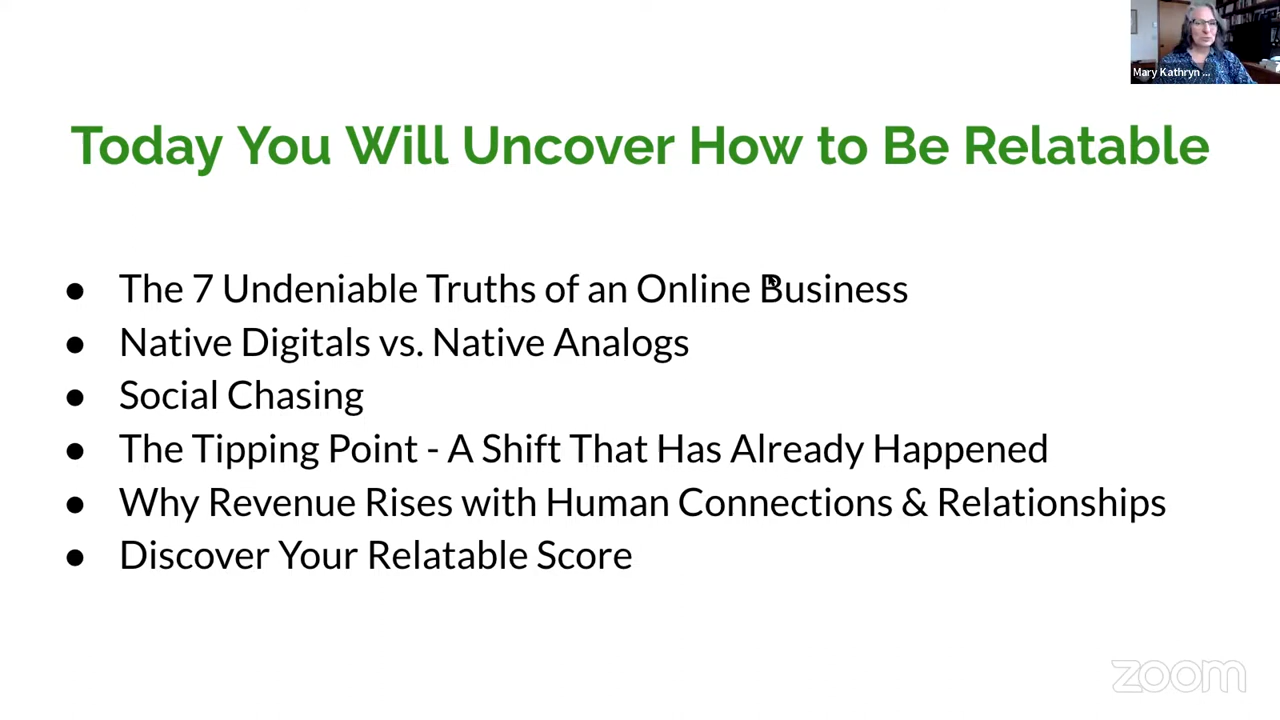 Mary Kathryn ...
Today You Will Uncover How to Be Relatable
● The 7 Undeniable Truths of an Online Business
● Native Digitals vs. Native Analogs
● Social Chasing
● The Tipping Point - A Shift That Has Already Happened
● Why Revenue Rises with Human Connections & Relationships
● Discover Your Relatable Score
zoom